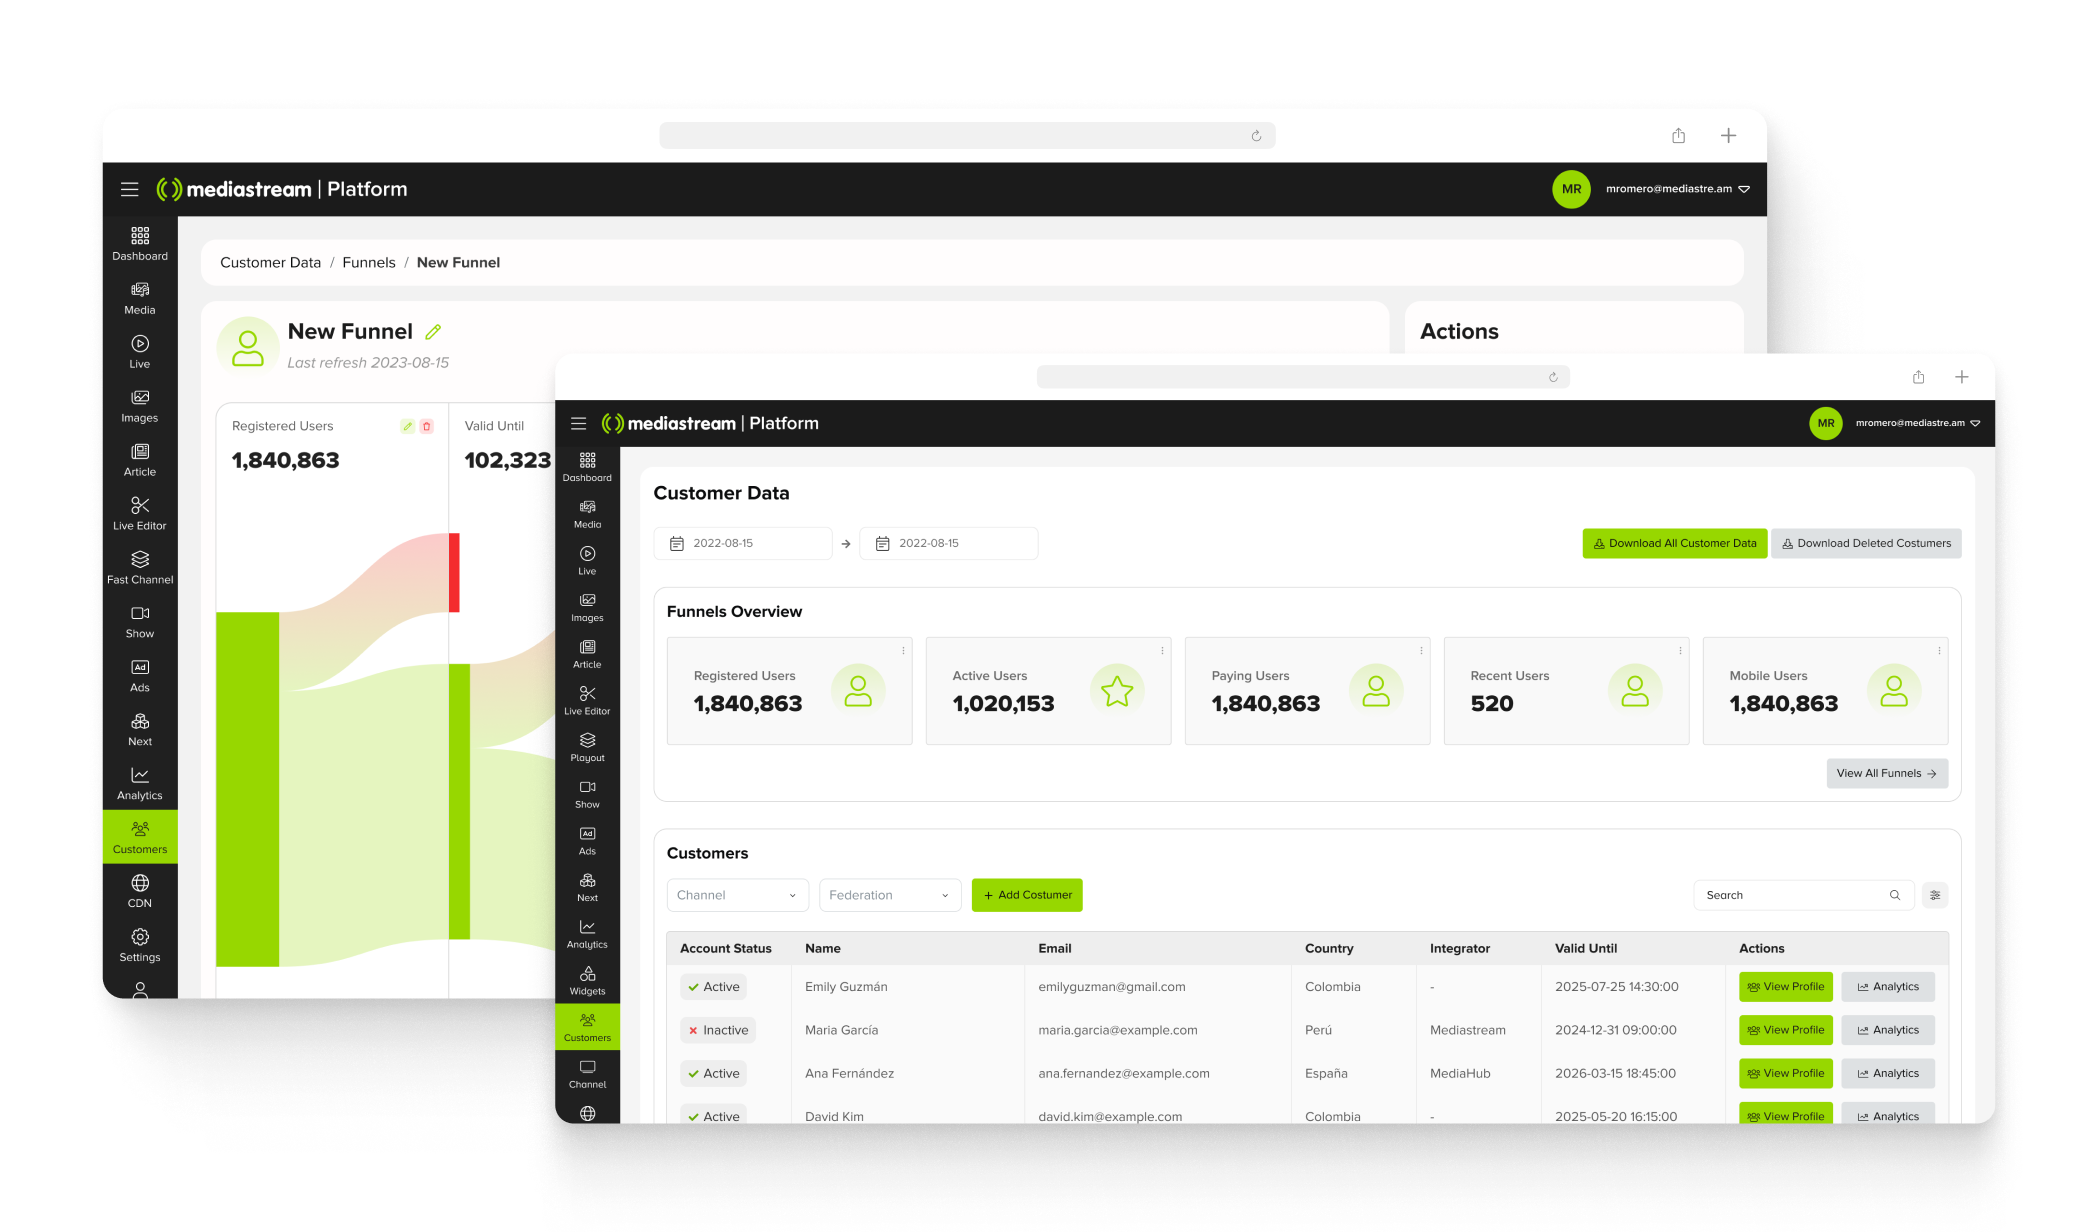 mediastream | Platform
MR mromero@mediastre.am
Dashboard
Media
Live
Images
Article
Live Editor
Fast Channel
Show
Ad
Ads
Next
Analytics
Customers
CDN
Settings
Customer Data / Funnels / New Funnel
New Funnel
Last refresh 2023-08-15
Actions
Registered Users
1,840,863
Valid Until
102,323
mediastream | Platform
MR mromero@mediastre.am
Dashboard
Media
Live
Images
Article
Live Editor
Playout
Show
Ad
Ads
Next
Analytics
Widgets
Customers
Channel
Customer Data
2022-08-15 → 2022-08-15
Download All Customer Data Download Deleted Costumers
Funnels Overview
Registered Users
1,840,863
Active Users
1,020,153
Paying Users
1,840,863
Recent Users
520
Mobile Users
1,840,863
View All Funnels →
Customers
Channel Federation + Add Costumer Search
Account Status Name Email Country Integrator Valid Until Actions
Active Emily Guzmán emilyguzman@gmail.com Colombia - 2025-07-25 14:30:00 View Profile Analytics
Inactive Maria García maria.garcia@example.com Perú Mediastream 2024-12-31 09:00:00 View Profile Analytics
Active Ana Fernández ana.fernandez@example.com España MediaHub 2026-03-15 18:45:00 View Profile Analytics
Active David Kim david.kim@example.com Colombia - 2025-05-20 16:15:00 View Profile Analytics